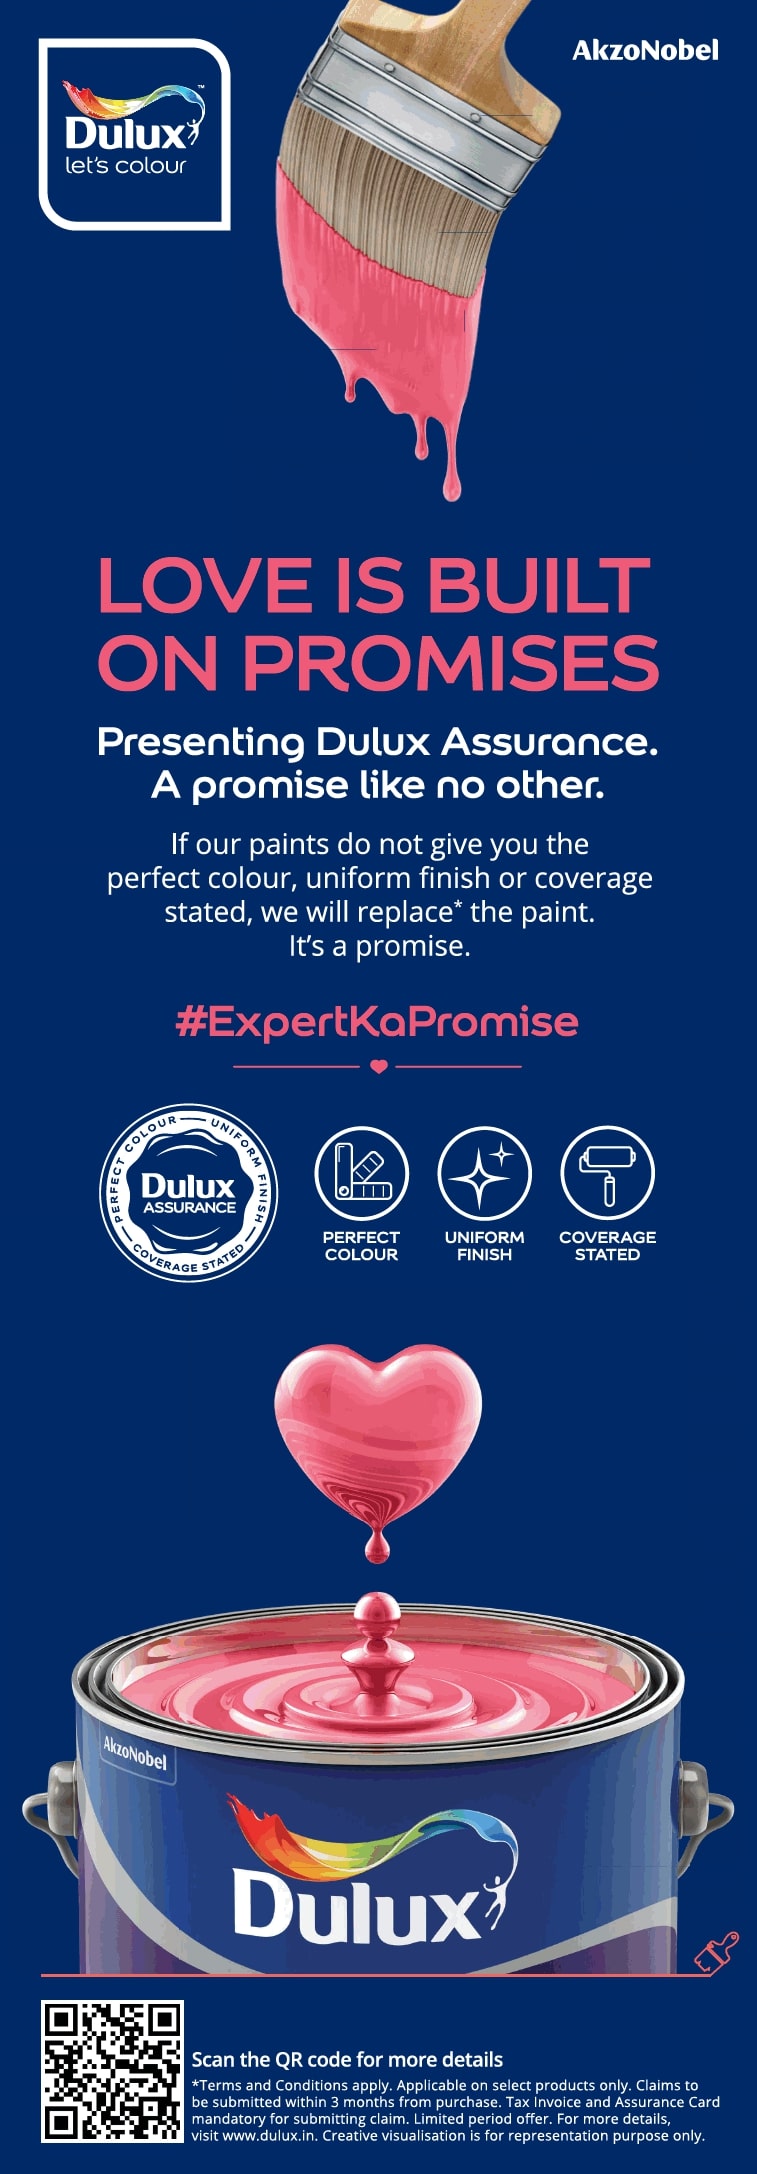 Dulux™
let's colour
AkzoNobel
LOVE IS BUILT
ON PROMISES
Presenting Dulux Assurance.
A promise like no other.
If our paints do not give you the
perfect colour, uniform finish or coverage
stated, we will replace* the paint.
It's a promise.
#ExpertKaPromise
PERFECT COLOUR
UNIFORM FINISH
COVERAGE STATED
Dulux
ASSURANCE
PERFECT
COLOUR
UNIFORM
FINISH
COVERAGE
STATED
AkzoNobel
Dulux
Scan the QR code for more details
*Terms and Conditions apply. Applicable on select products only. Claims to
be submitted within 3 months from purchase. Tax Invoice and Assurance Card
mandatory for submitting claim. Limited period offer. For more details,
visit www.dulux.in. Creative visualisation is for representation purpose only.